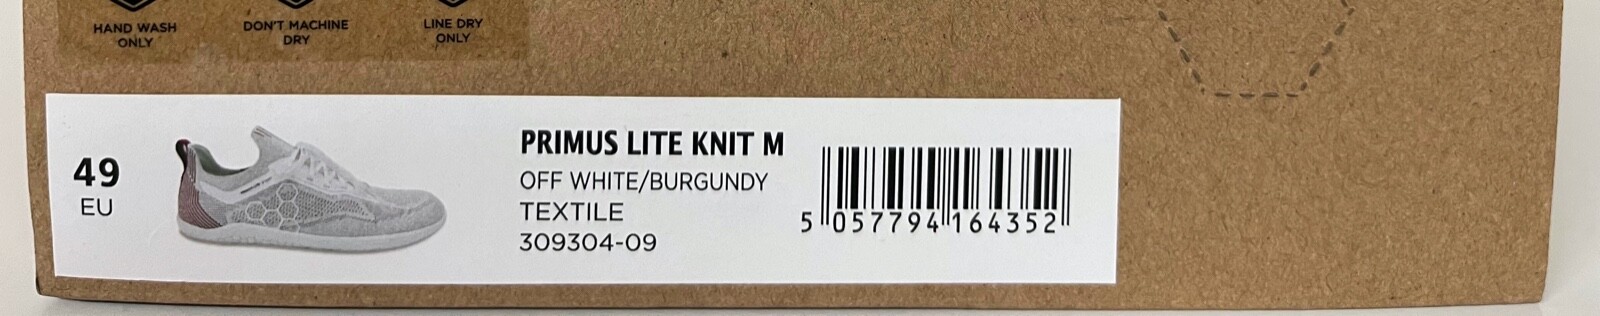 HAND WASH
ONLY
DON'T MACHINE
DRY
LINE DRY
ONLY
49
EU
PRIMUS LITE KNIT M
OFF WHITE/BURGUNDY
TEXTILE
309304-09
5 057794 164352